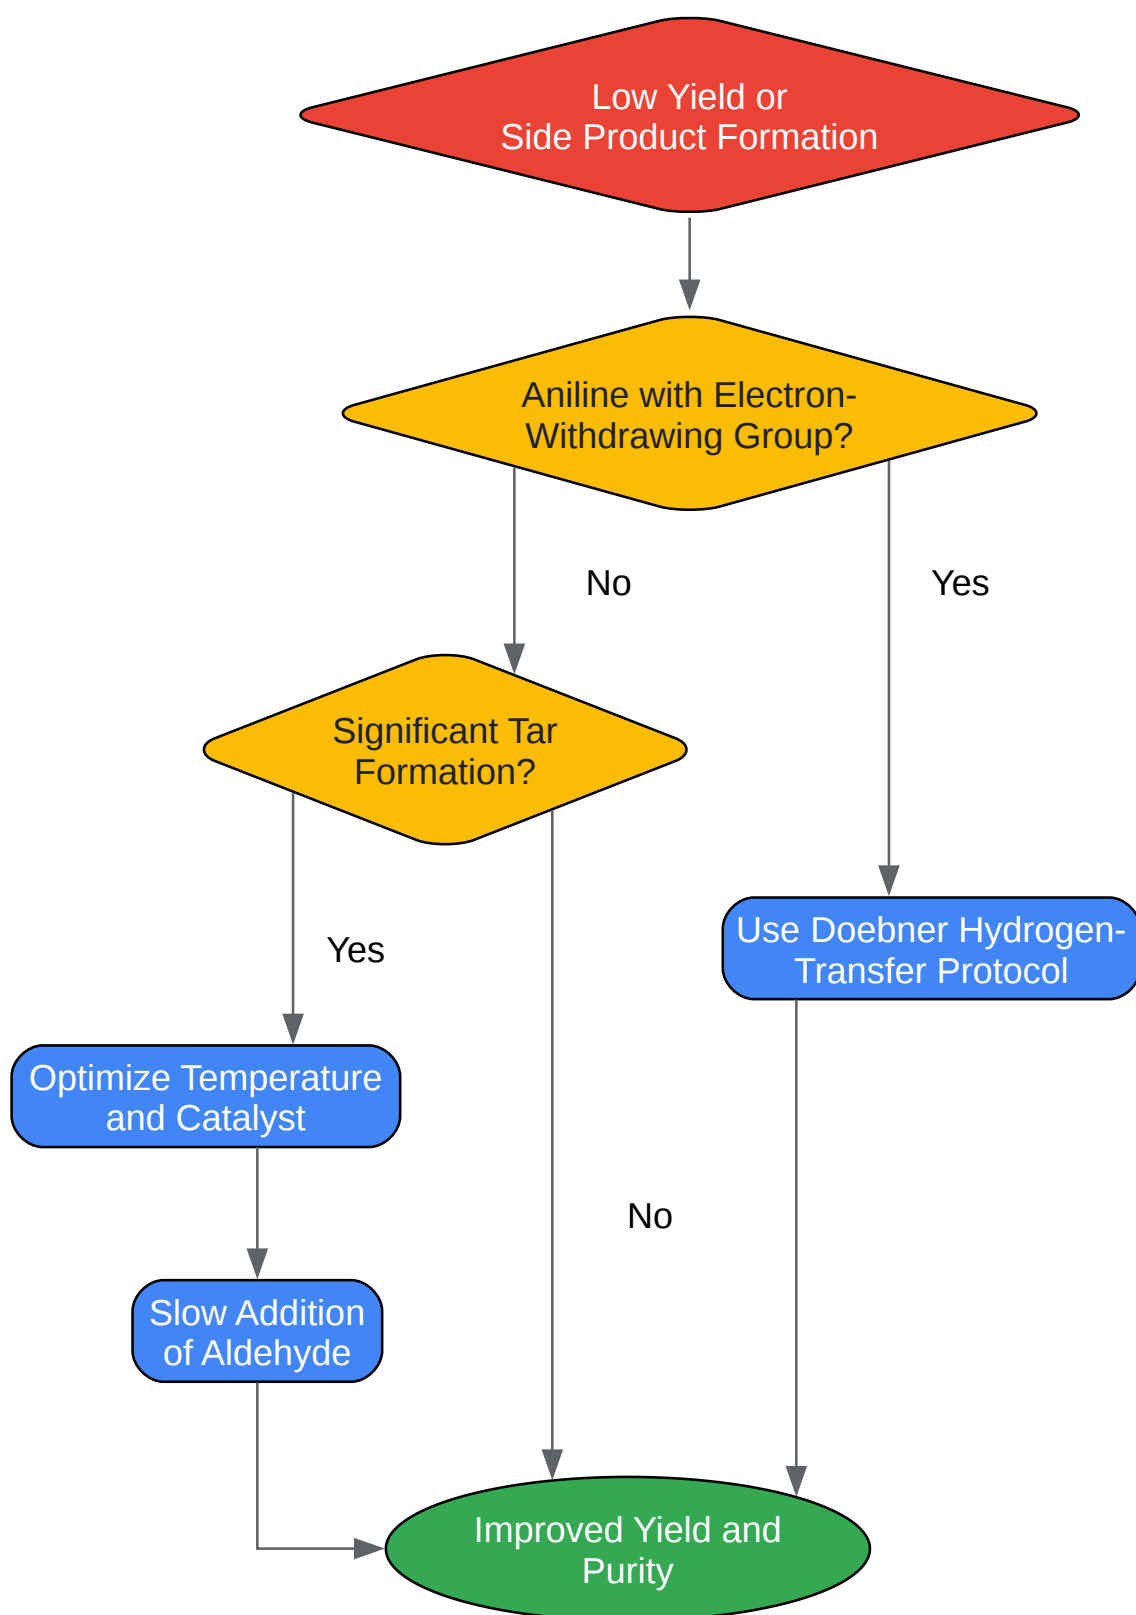 Low Yield or
Side Product Formation
Aniline with Electron-
Withdrawing Group?
No
Yes
Significant Tar
Formation?
Use Doebner Hydrogen-
Transfer Protocol
Yes
Optimize Temperature
and Catalyst
No
Slow Addition
of Aldehyde
Improved Yield and
Purity